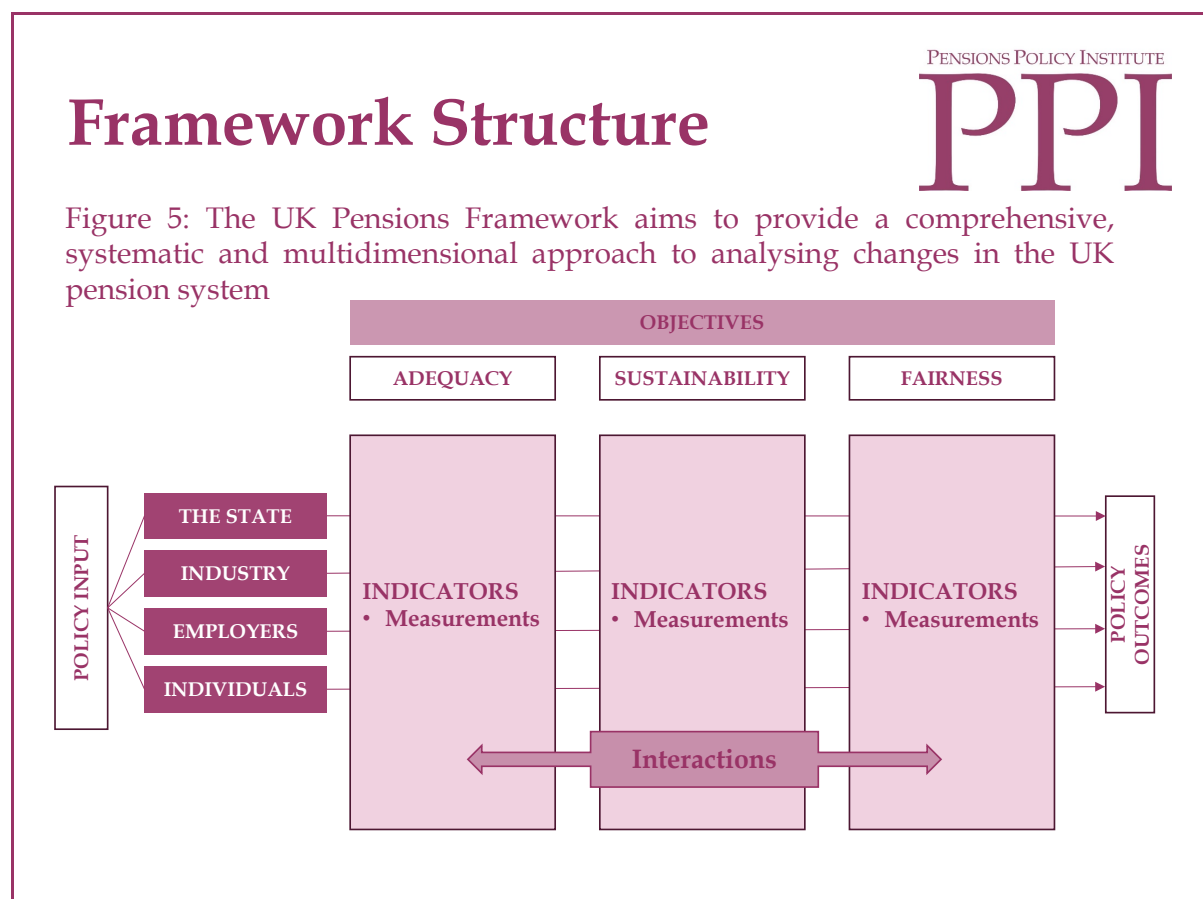 PENSIONS POLICY INSTITUTE
PPI
Framework Structure
Figure 5: The UK Pensions Framework aims to provide a comprehensive,
systematic and multidimensional approach to analysing changes in the UK
pension system
OBJECTIVES
ADEQUACY
SUSTAINABILITY
FAIRNESS
POLICY INPUT
THE STATE
INDUSTRY
EMPLOYERS
INDIVIDUALS
INDICATORS
• Measurements
INDICATORS
• Measurements
INDICATORS
• Measurements
Interactions
POLICY
OUTCOMES